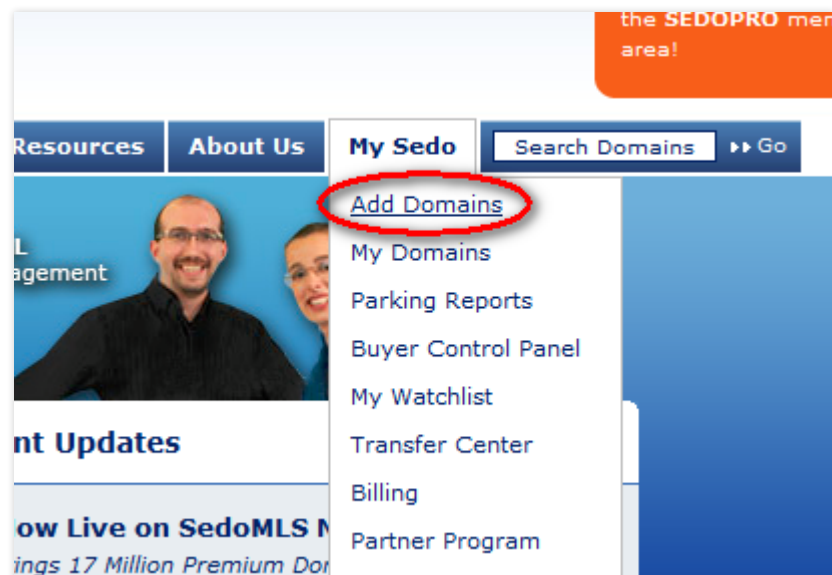 the SEDOPRO mem
area!
Resources
About Us
My Sedo
Search Domains
Go
Add Domains
My Domains
Parking Reports
Buyer Control Panel
My Watchlist
Transfer Center
Billing
Partner Program
L
agement
nt Updates
ow Live on SedoMLS N
ings 17 Million Premium Dor